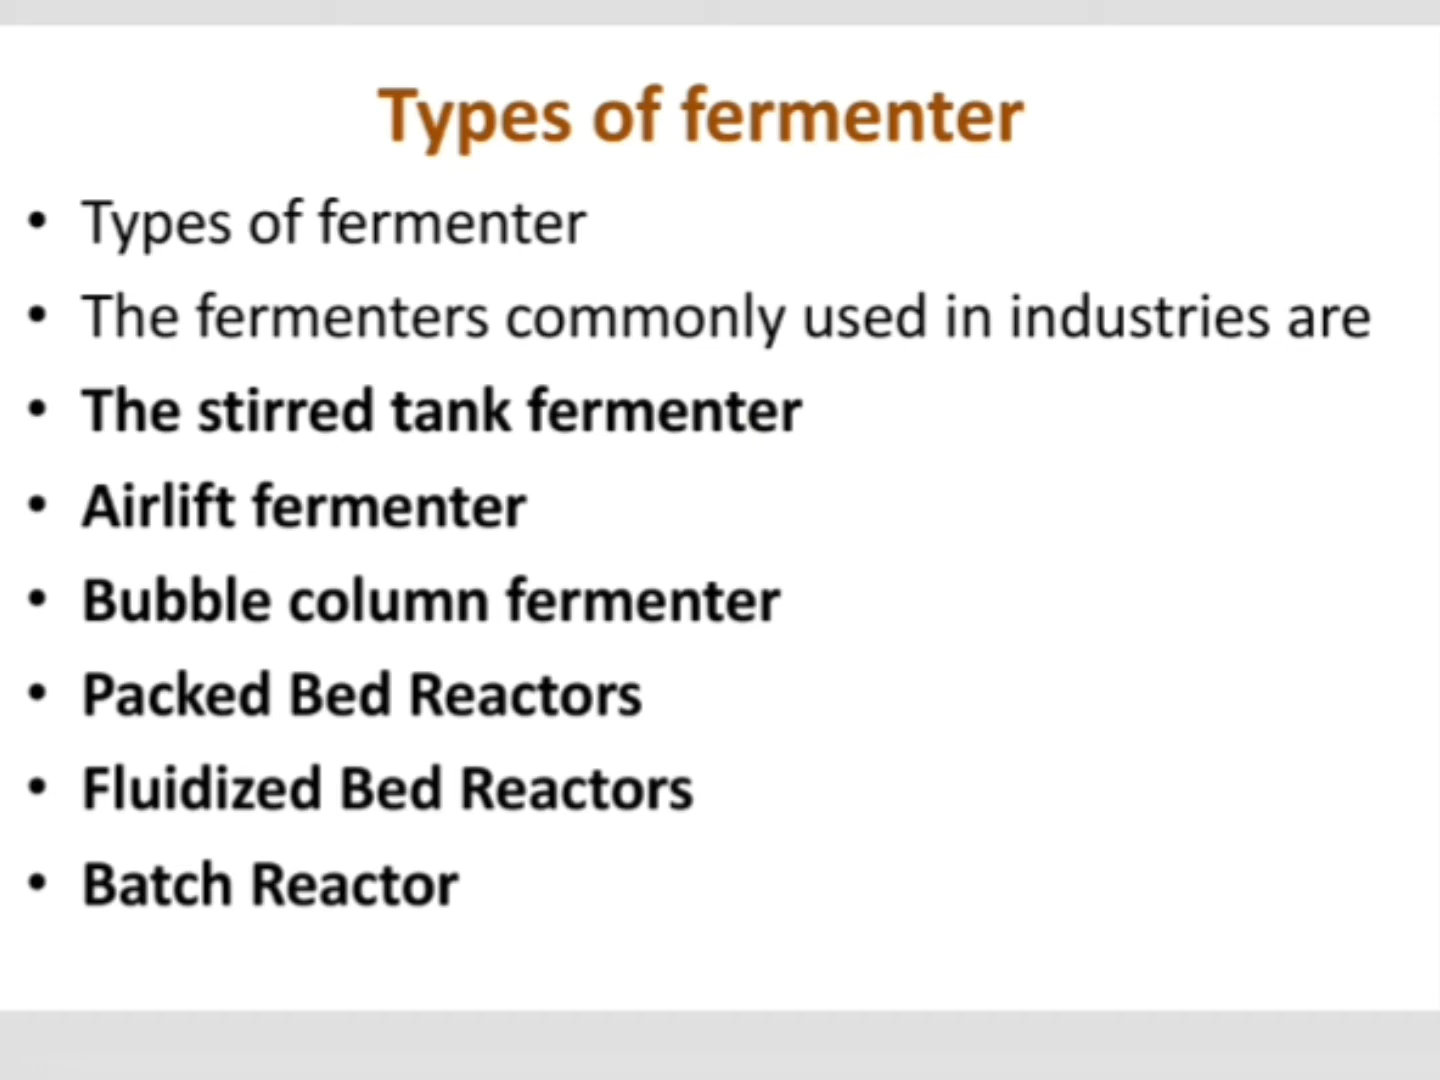 Types of fermenter
• Types of fermenter
• The fermenters commonly used in industries are
• The stirred tank fermenter
• Airlift fermenter
• Bubble column fermenter
• Packed Bed Reactors
• Fluidized Bed Reactors
• Batch Reactor